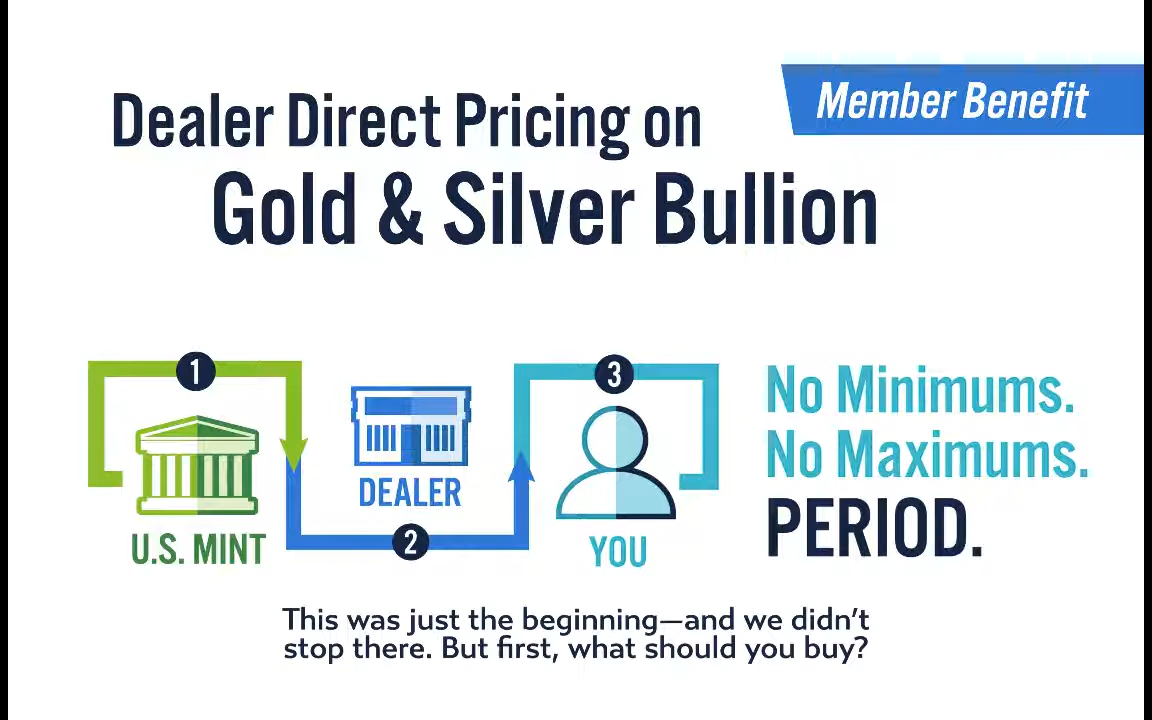 Member Benefit
Dealer Direct Pricing on
Gold & Silver Bullion
1
U.S. MINT
DEALER
2
3
YOU
No Minimums.
No Maximums.
PERIOD.
This was just the beginning—and we didn't
stop there. But first, what should you buy?